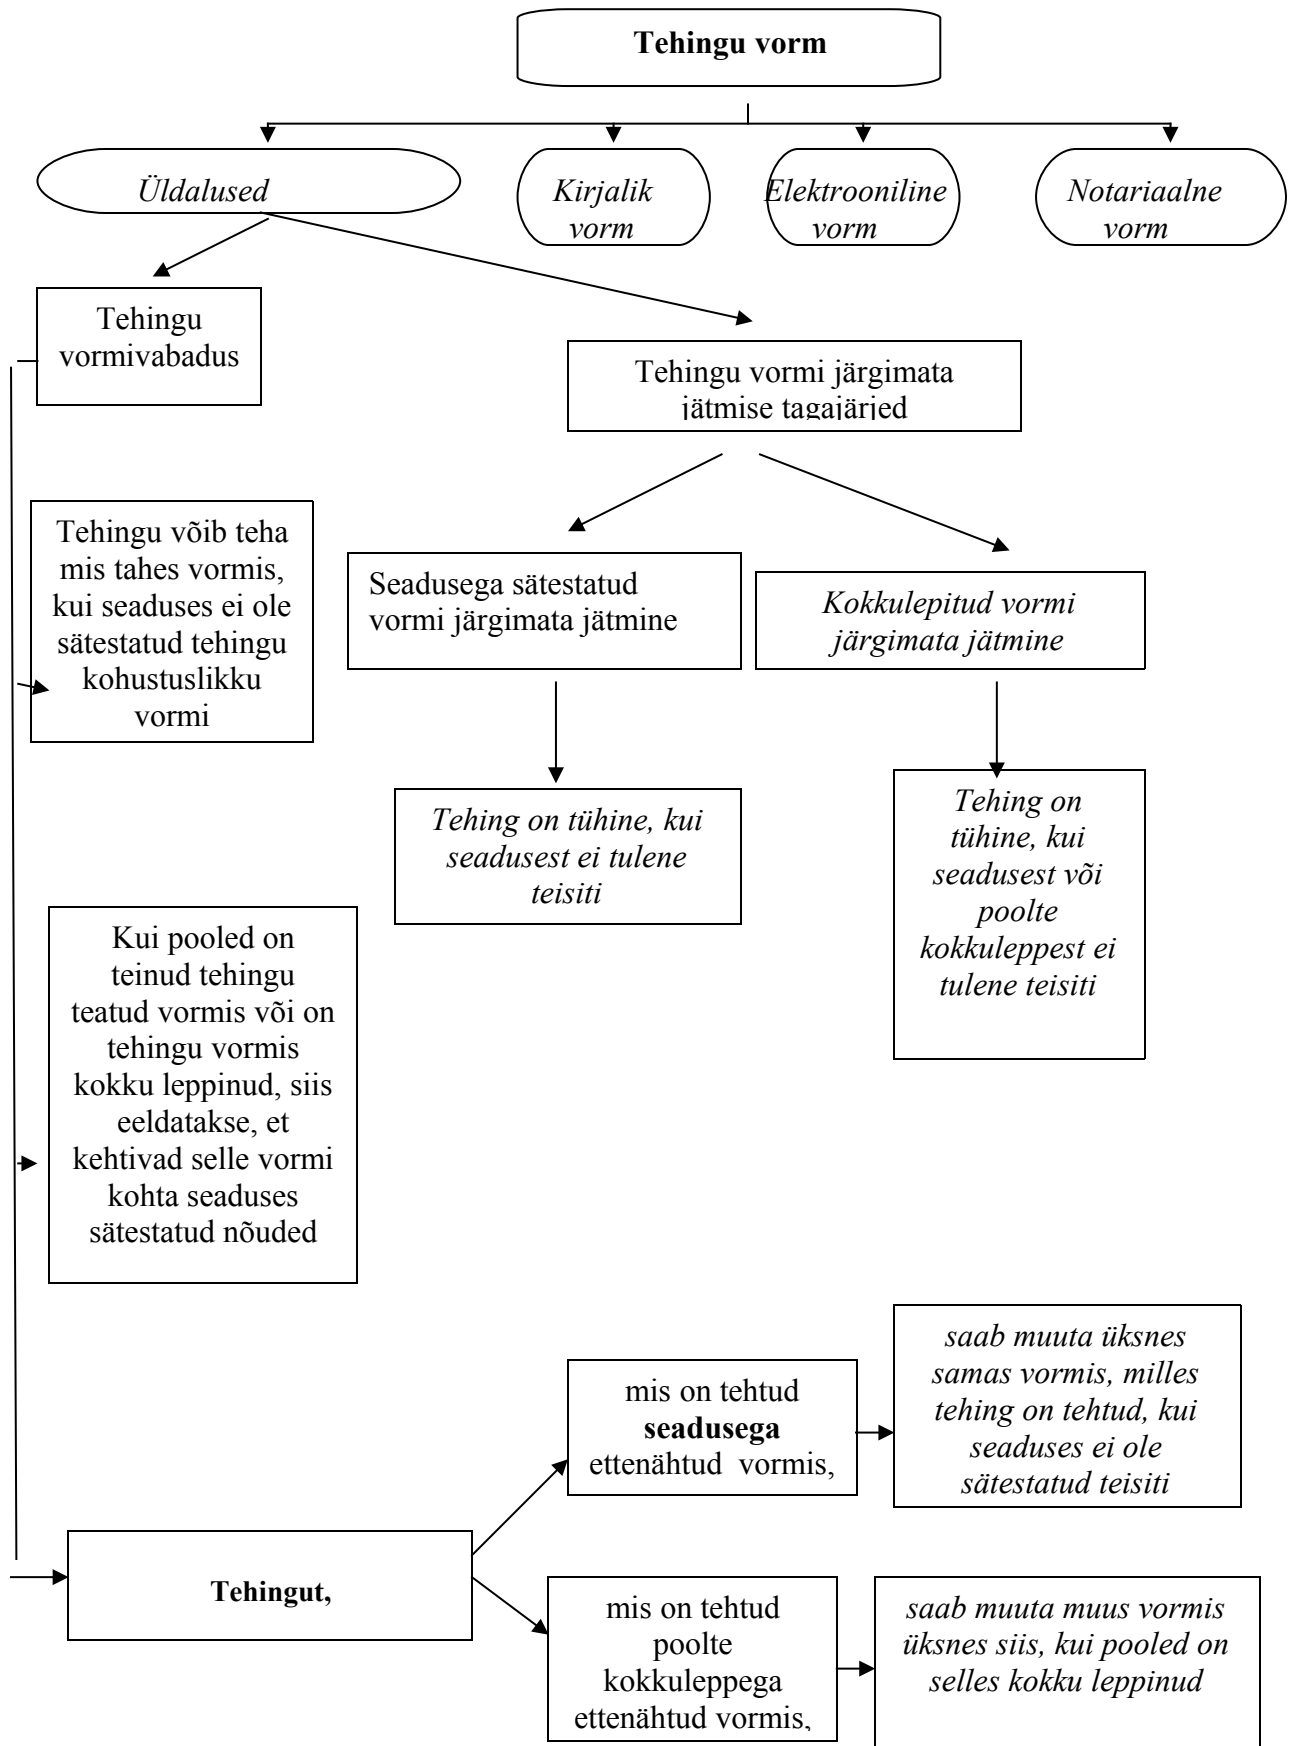 Tehingu vorm
Üldalused
Kirjalik
vorm
Elektrooniline
vorm
Notariaalne
vorm
Tehingu
vormivabadus
Tehingu vormi järgimata
jätmise tagajärjed
Tehingu võib teha
mis tahes vormis,
kui seaduses ei ole
sätestatud tehingu
kohustuslikku
vormi
Seadusega sätestatud
vormi järgimata jätmine
Kokkulepitud vormi
järgimata jätmine
Tehing on tühine, kui
seadusest ei tulene
teisiti
Tehing on
tühine, kui
seadusest või
poolte
kokkuleppest ei
tulene teisiti
Kui pooled on
teinud tehingu
teatud vormis või on
tehingu vormis
kokku leppinud, siis
eeldatakse, et
kehtivad selle vormi
kohta seaduses
sätestatud nõuded
Tehingut,
mis on tehtud
seadusega
ettenähtud vormis,
saab muuta üksnes
samas vormis, milles
tehing on tehtud, kui
seaduses ei ole
sätestatud teisiti
mis on tehtud
poolte
kokkuleppega
ettenähtud vormis,
saab muuta muus vormis
üksnes siis, kui pooled on
selles kokku leppinud